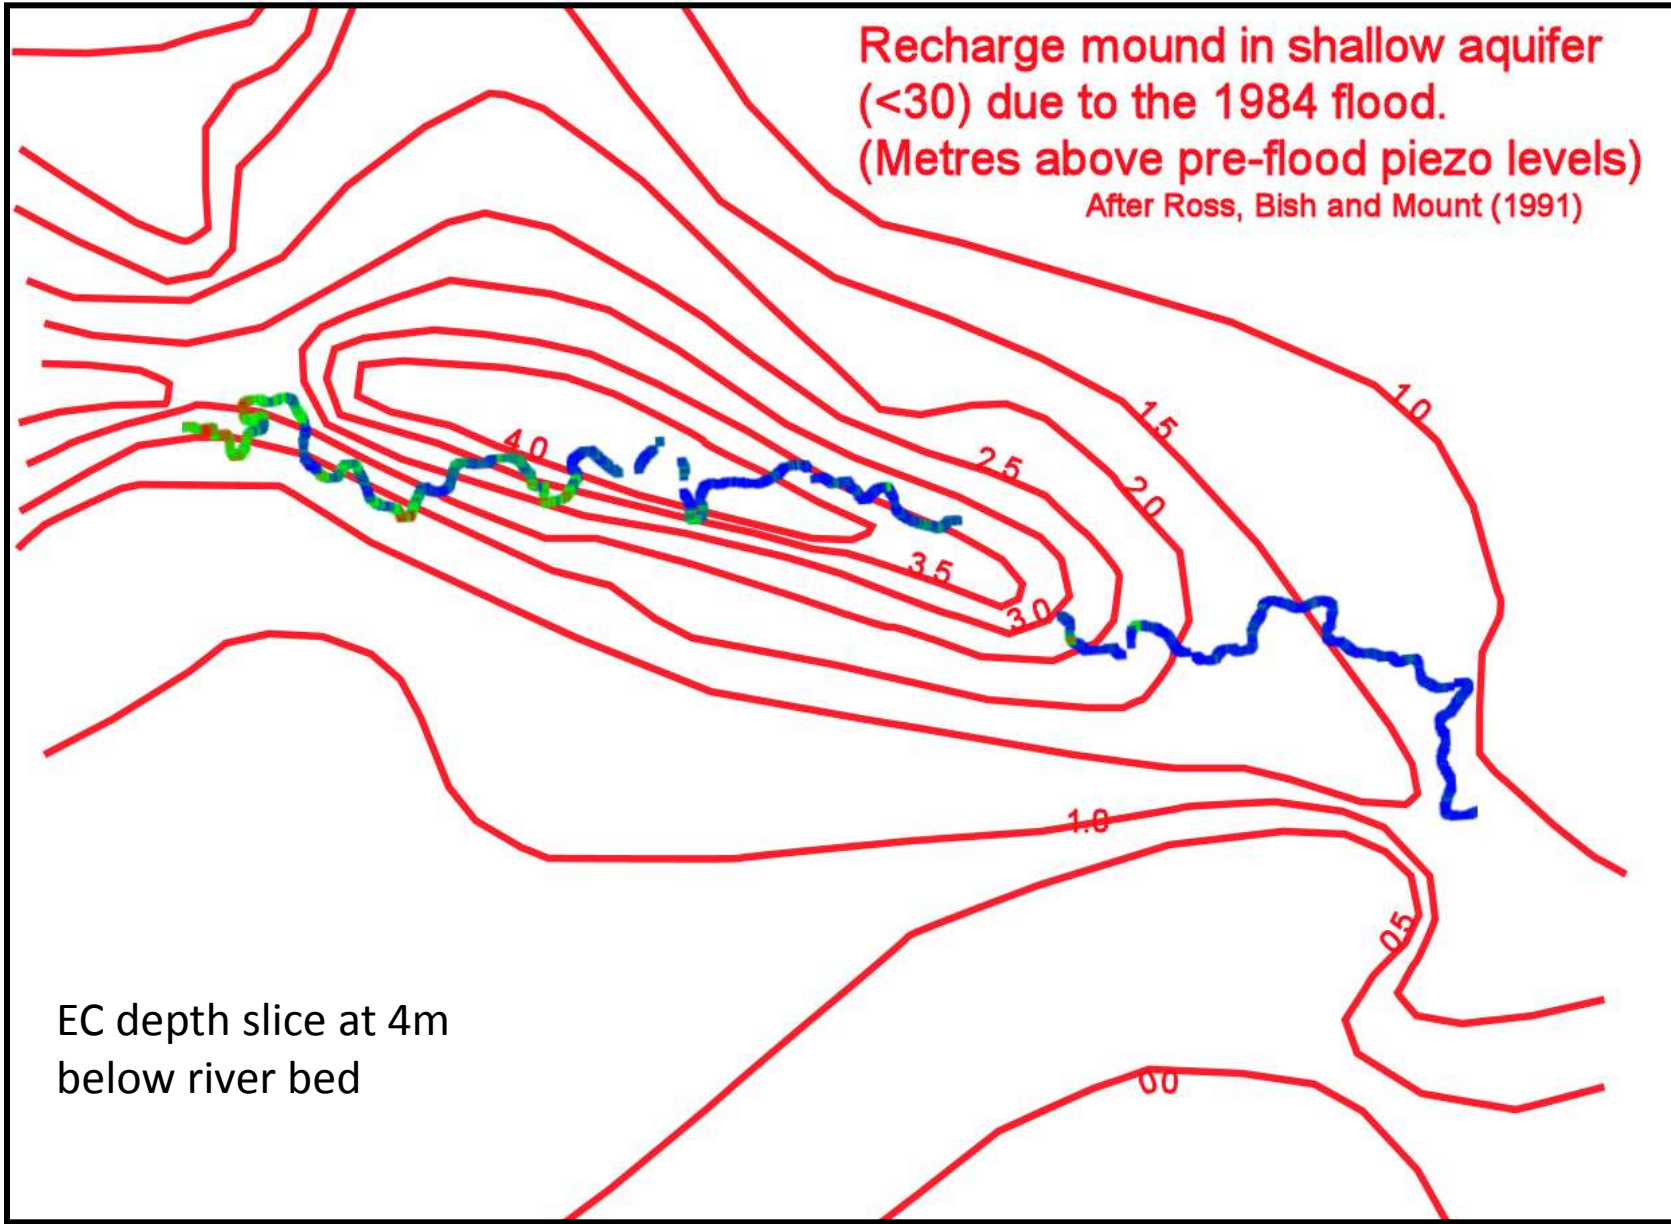 Recharge mound in shallow aquifer
(<30) due to the 1984 flood.
(Metres above pre-flood piezo levels)
After Ross, Bish and Mount (1991)
1.0
1.5
4.0
2.5
2.0
3.5
3.0
1.0
0.5
0.0
EC depth slice at 4m
below river bed